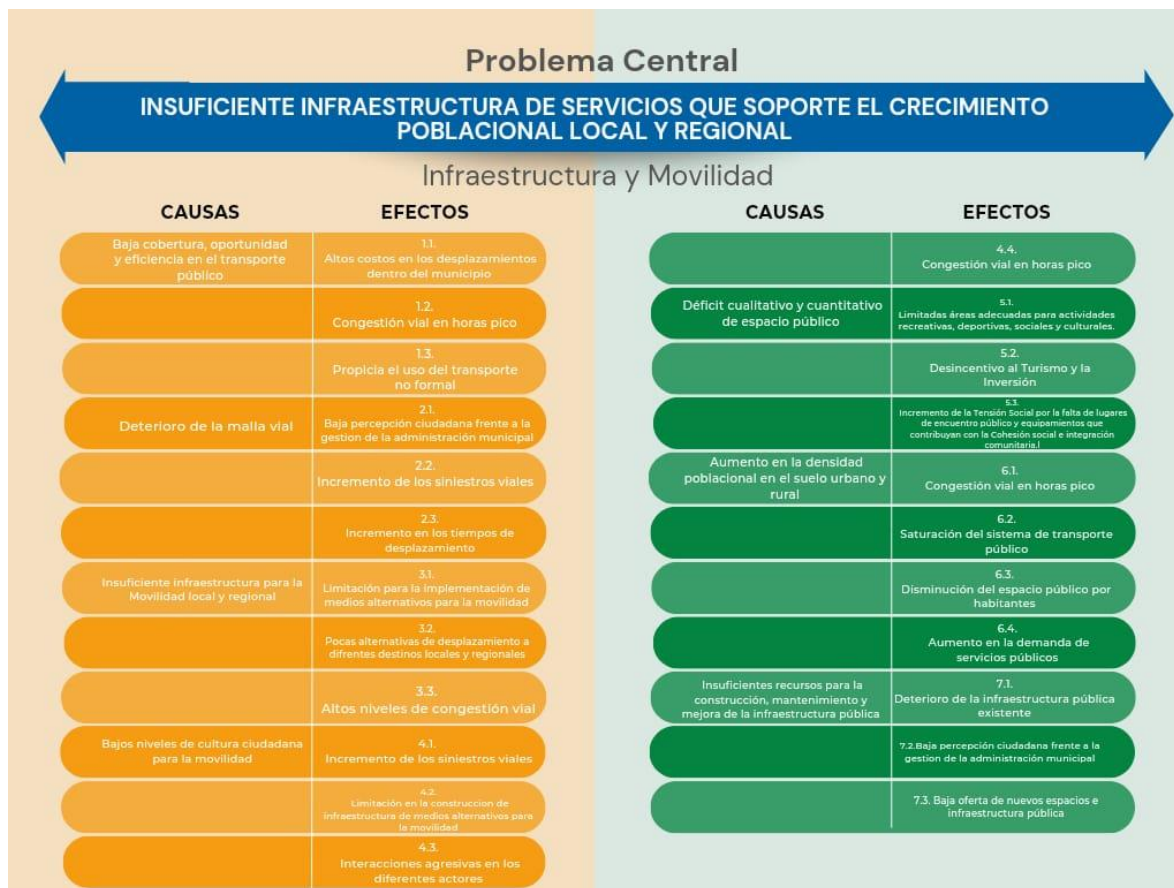 Problema Central
INSUFICIENTE INFRAESTRUCTURA DE SERVICIOS QUE SOPORTE EL CRECIMIENTO
POBLACIONAL LOCAL Y REGIONAL
Infraestructura y Movilidad
CAUSAS
EFECTOS
Baja cobertura, oportunidad
y eficiencia en el transporte
público
1.1.
Altos costos en los desplazamientos
dentro del municipio
1.2.
Congestión vial en horas pico
1.3.
Propicia el uso del transporte
no formal
Deterioro de la malla vial
2.1.
Baja percepción ciudadana frente a la
gestion de la administración municipal
2.2.
Incremento de los siniestros viales
2.3.
Incremento en los tiempos de
desplazamiento
Insuficiente Infraestructura para la
Movilidad local y regional
3.1.
Limitación para la implementación de
medios alternativos para la movilidad
3.2.
Pocas alternativas de desplazamiento a
difrentes destinos locales y regionales
3.3.
Altos niveles de congestión vial
Bajos niveles de cultura ciudadana
para la movilidad
4.1.
Incremento de los siniestros viales
4.2.
Limitación en la construccion de
infraestructura de medios alternativos para
la movilidad
4.3.
Interacciones agresivas en los
diferentes actores
CAUSAS
EFECTOS
4.4.
Congestión vial en horas pico
Déficit cualitativo y cuantitativo
de espacio público
5.1.
Limitadas áreas adecuadas para actividades
recreativas, deportivas, sociales y culturales.
5.2.
Desincentivo al Turismo y la
Inversión
5.3.
Incremento de la Tensión Social por la falta de lugares
de encuentro público y equipamientos que
contribuyan con la Cohesión social e integración
comunitaria.l
Aumento en la densidad
poblacional en el suelo urbano y
rural
6.1.
Congestión vial en horas pico
6.2.
Saturación del sistema de transporte
público
6.3.
Disminución del espacio público por
habitantes
6.4.
Aumento en la demanda de
servicios públicos
Insuficientes recursos para la
construcción, mantenimiento y
mejora de la infraestructura pública
7.1.
Deterioro de la infraestructura pública
existente
7.2.Baja percepción ciudadana frente a la
gestion de la administración municipal
7.3. Baja oferta de nuevos espacios e
infraestructura pública